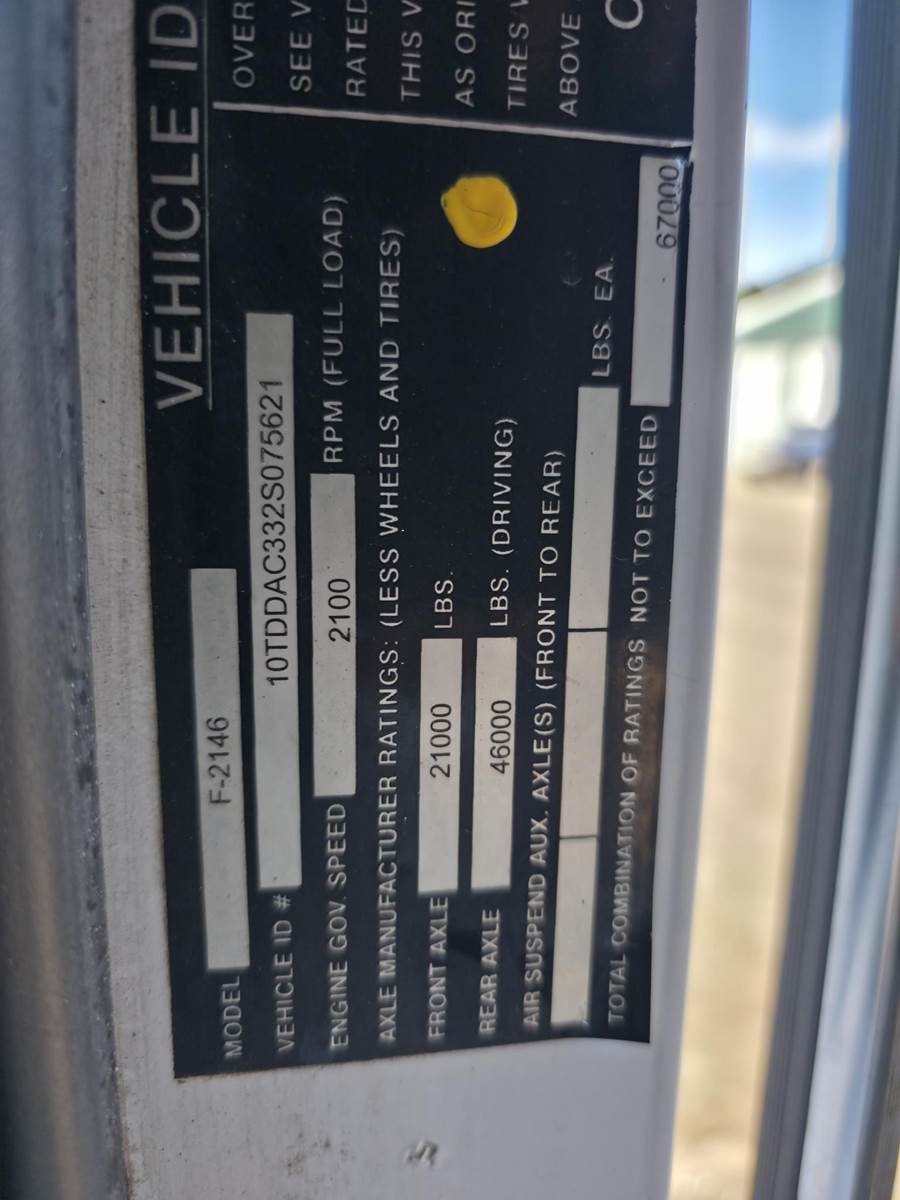 VEHICLE ID
MODEL F-2146
VEHICLE ID # 10TDDAC332S075621
ENGINE GOV. SPEED 2100 RPM (FULL LOAD)
AXLE MANUFACTURER RATINGS: (LESS WHEELS AND TIRES)
FRONT AXLE 21000 LBS.
REAR AXLE 46000 LBS. (DRIVING)
AIR SUSPEND AUX. AXLE(S) (FRONT TO REAR)
LBS. EA.
TOTAL COMBINATION OF RATINGS NOT TO EXCEED 67000
OVER
SEE V
RATED
THIS V
AS ORI
TIRES V
ABOVE